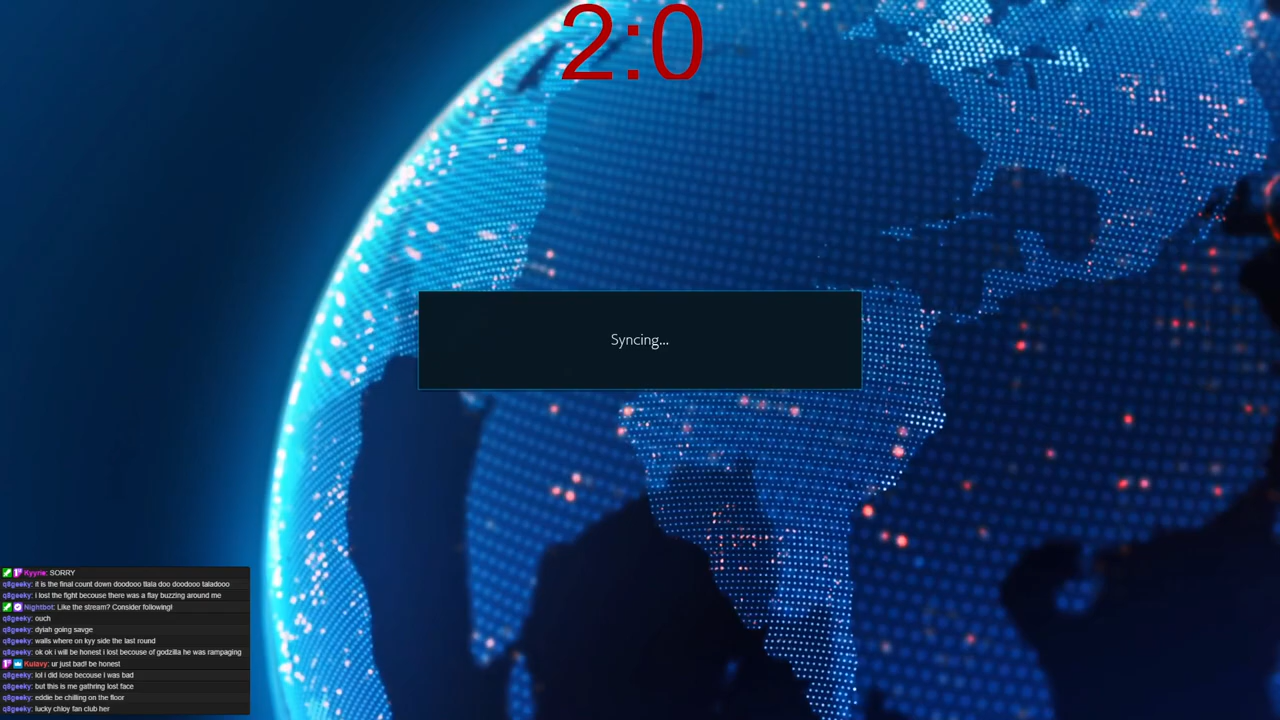 2:0
Syncing...
Kyyrie: SORRY
q8geeky: it is the final count down doodooo tlala doo doodooo taladooo
q8geeky: i lost the fight because there was a flay buzzing around me
Nightbot: Like the stream? Consider following!
q8geeky: ouch
q8geeky: dyiah going savge
q8geeky: walls where on kyy side the last round
q8geeky: ok ok i will be honest i lost becouse of godzilla he was rampaging
Kulavy: ur just badl be honest
q8geeky: lol i did lose because i was bad
q8geeky: but this is me gathring lost face
q8geeky: eddie be chilling on the floor
q8geeky: lucky chloy fan club her